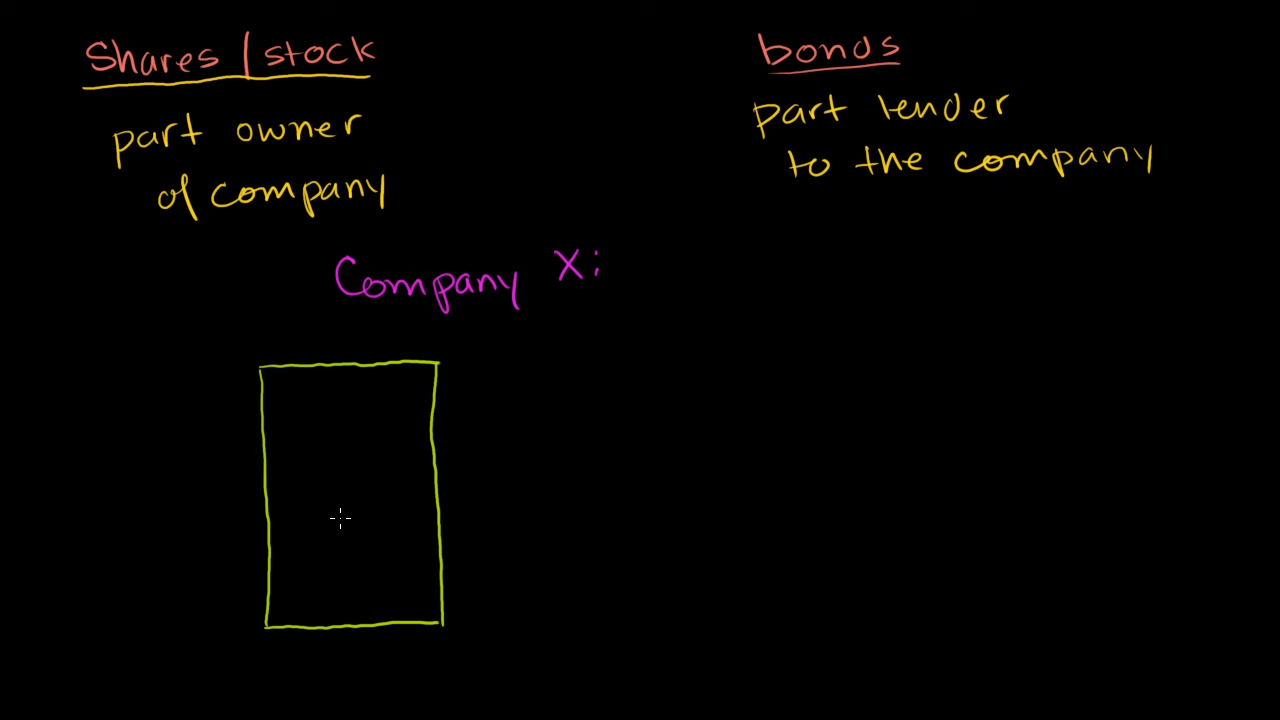 Shares / stock
part owner
of company
bonds
part lender
to the company
Company X: